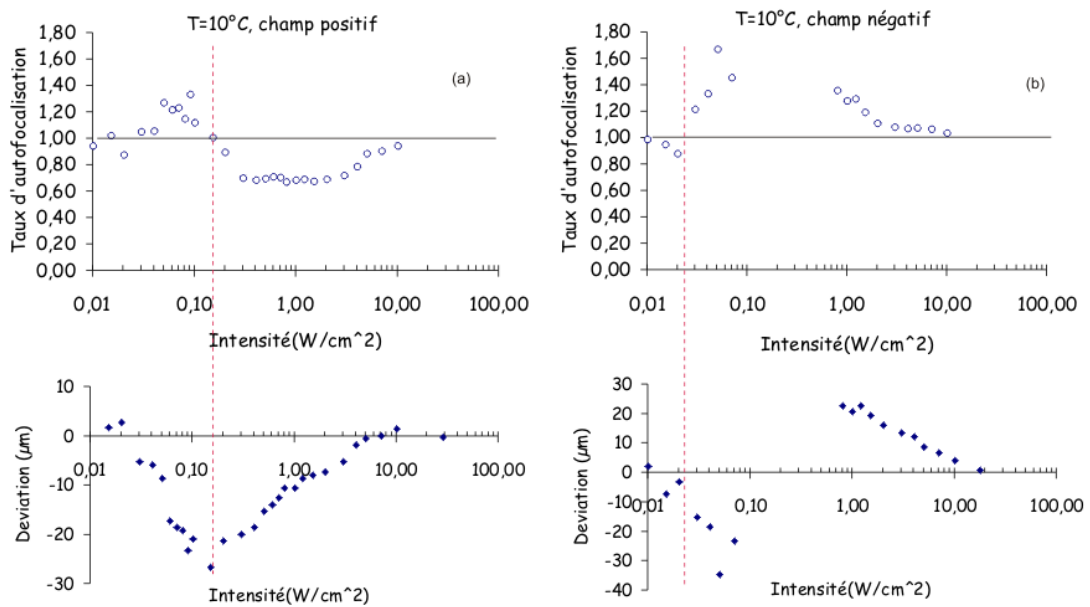 T=10°C, champ positif
1,80
1,60
1,40
1,20
1,00
0,80
0,60
0,40
0,20
0,00
Taux d'autofocalisation
(a)
0,01 0,10 1,00 10,00 100,00
Intensité(W/cm^2)
T=10°C, champ négatif
1,80
1,60
1,40
1,20
1,00
0,80
0,60
0,40
0,20
0,00
Taux d'autofocalisation
(b)
0,01 0,10 1,00 10,00 100,00
Intensité(W/cm^2)
10
0
-10
-20
-30
Deviation (µm)
0,01 0,10 1,00 10,00 100,00
Intensité(W/cm^2)
30
20
10
0
-10
-20
-30
-40
Deviation (µm)
0,01 0,10 1,00 10,00 100,00
Intensité(W/cm^2)